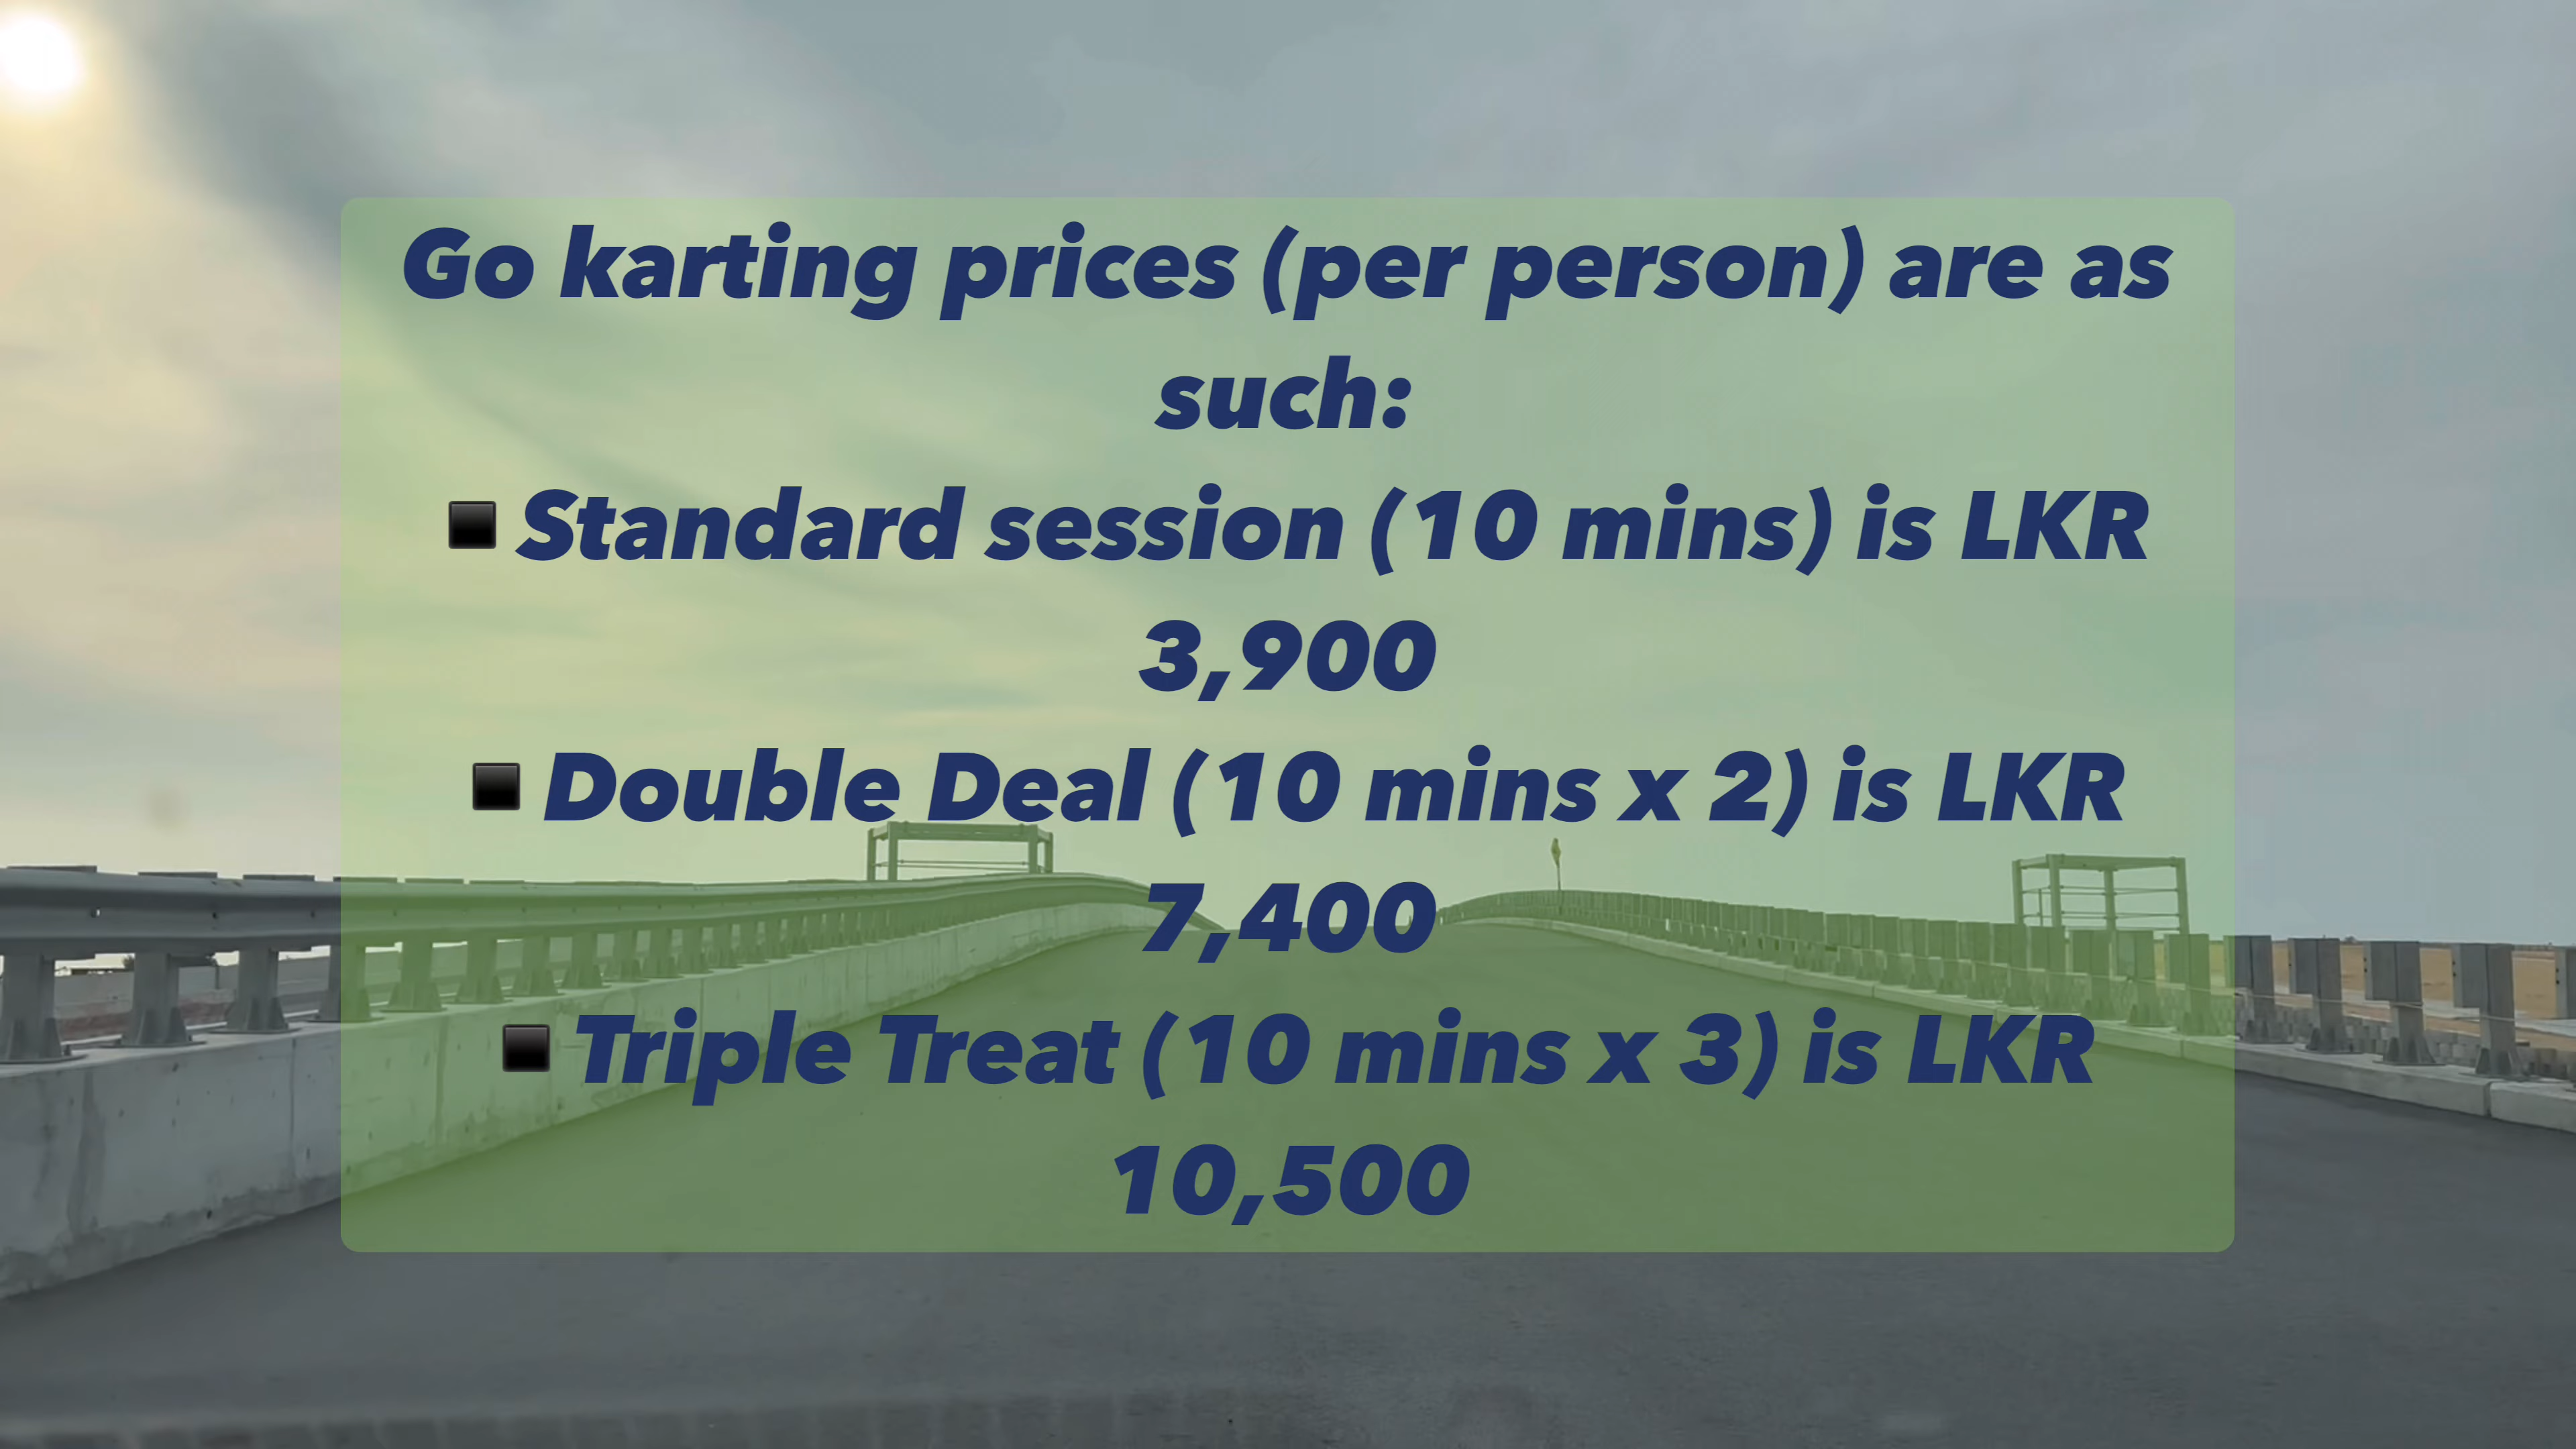 Go karting prices (per person) are as
such:
▪️Standard session (10 mins) is LKR
3,900
▪️Double Deal (10 mins x 2) is LKR
7,400
▪️Triple Treat (10 mins x 3) is LKR
10,500